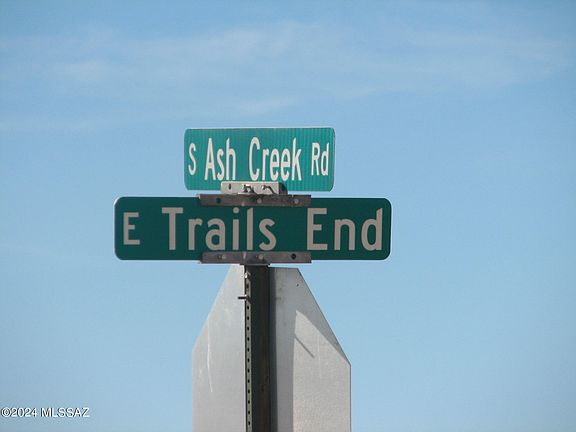 S Ash Creek Rd
E Trails End
©2024 MLSSAZ